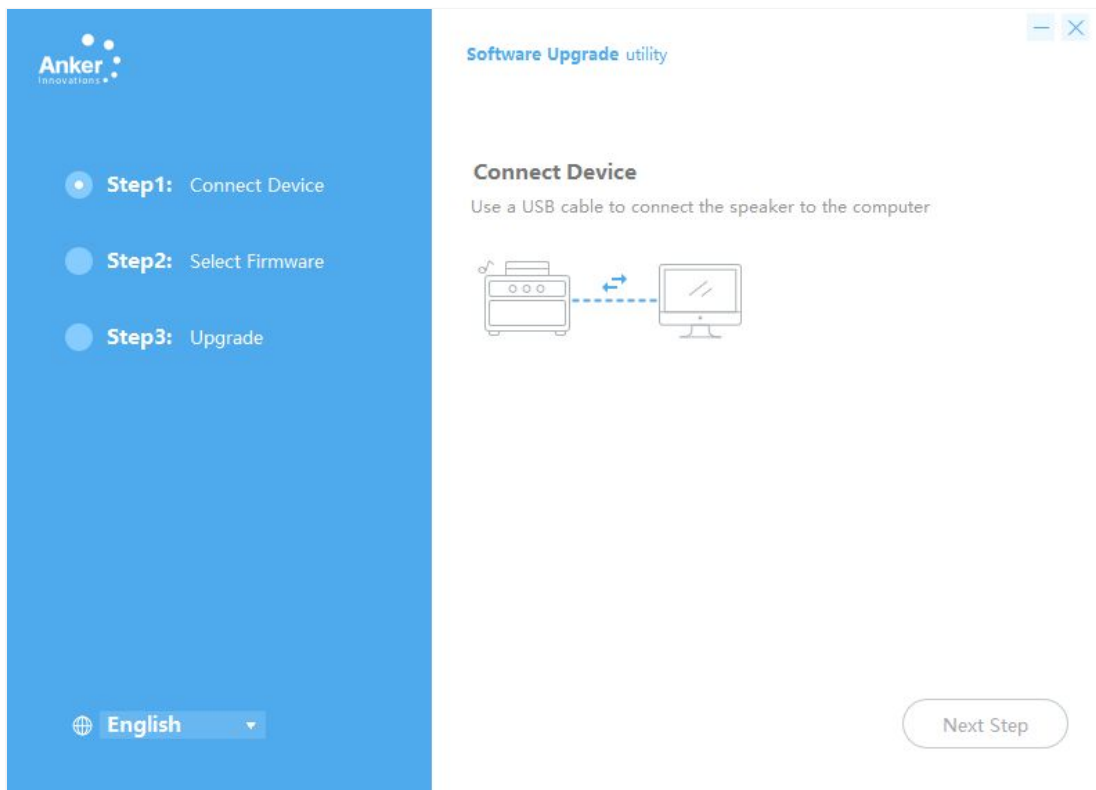 Anker
Innovations
Software Upgrade utility
Step1: Connect Device
Step2: Select Firmware
Step3: Upgrade
English
Connect Device
Use a USB cable to connect the speaker to the computer
Next Step